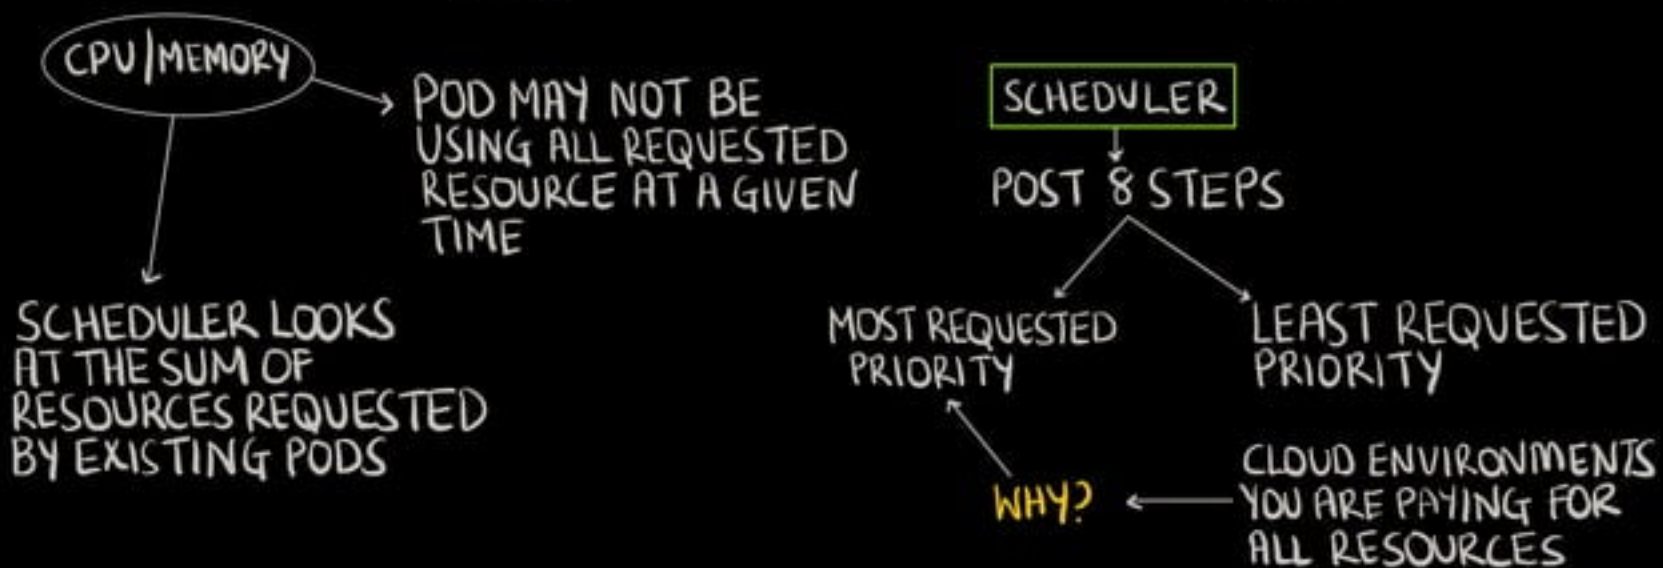 CPU/MEMORY
POD MAY NOT BE
USING ALL REQUESTED
RESOURCE AT A GIVEN
TIME
SCHEDULER LOOKS
AT THE SUM OF
RESOURCES REQUESTED
BY EXISTING PODS
SCHEDULER
POST 8 STEPS
MOST REQUESTED
PRIORITY
LEAST REQUESTED
PRIORITY
WHY?
CLOUD ENVIRONMENTS
YOU ARE PAYING FOR
ALL RESOURCES